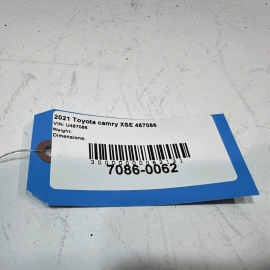 2021 Toyota camry XSE 487086
VIN: U487086
Weight:
Dimensions:
7086-0062